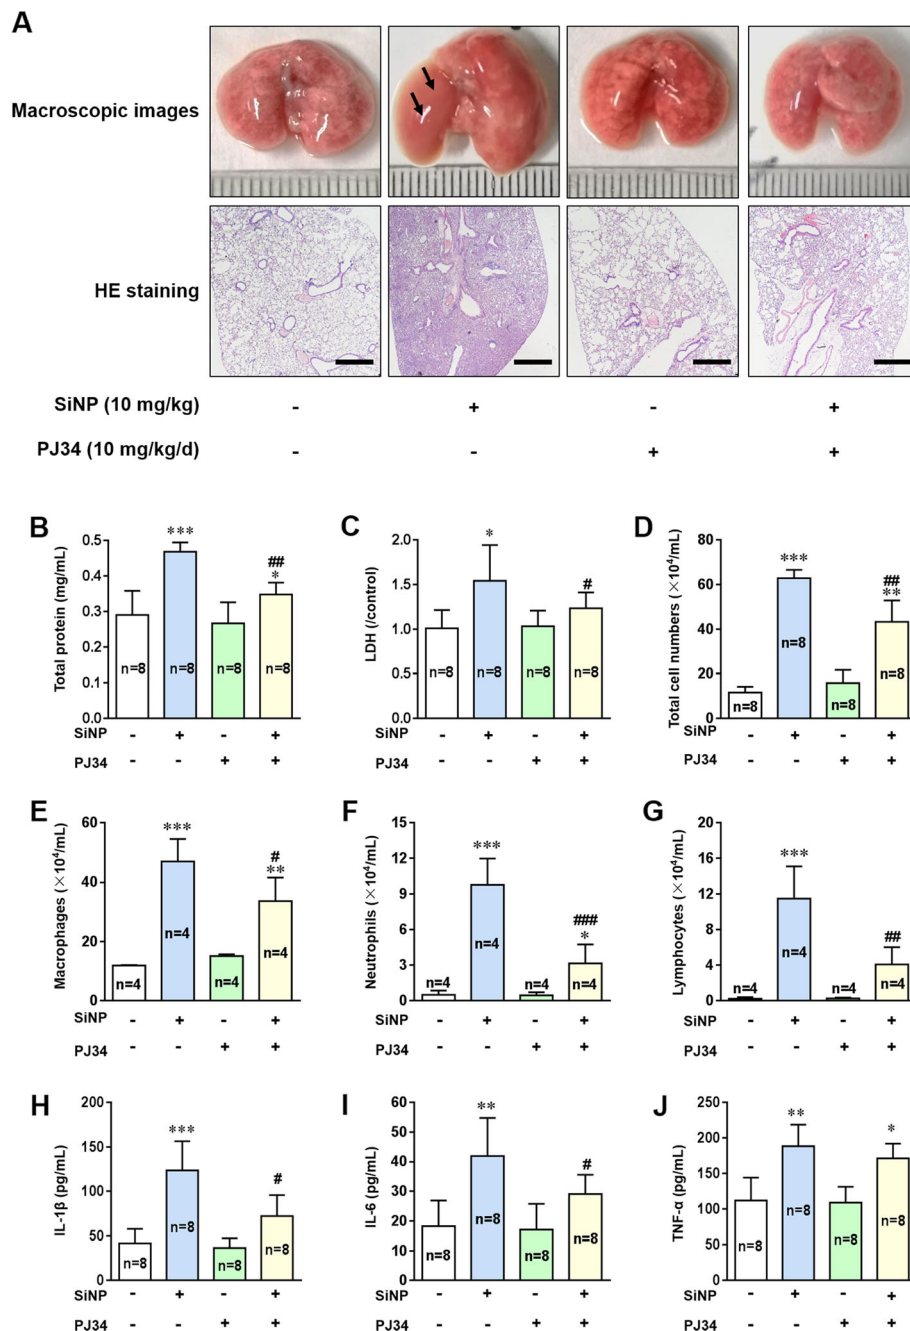 A
Macroscopic images
HE staining
SiNP (10 mg/kg) - + - +
PJ34 (10 mg/kg/d) - - + +
B
Total protein (mg/mL)
0.5
0.4
0.3
0.2
0.1
0.0
***
##
*
n=8 n=8 n=8 n=8
SiNP - + - +
PJ34 - - + +
C
LDH (/control)
2.0
1.5
1.0
0.5
0.0
*
#
n=8 n=8 n=8 n=8
SiNP - + - +
PJ34 - - + +
D
Total cell numbers (×10⁴/mL)
80
60
40
20
0
***
##
**
n=8 n=8 n=8 n=8
SiNP - + - +
PJ34 - - + +
E
Macrophages (×10⁴/mL)
60
40
20
0
***
#
**
n=4 n=4 n=4 n=4
SiNP - + - +
PJ34 - - + +
F
Neutrophils (×10⁴/mL)
15
12
9
6
3
0
***
###
*
n=4 n=4 n=4 n=4
SiNP - + - +
PJ34 - - + +
G
Lymphocytes (×10⁴/mL)
20
16
12
8
4
0
***
##
n=4 n=4 n=4 n=4
SiNP - + - +
PJ34 - - + +
H
IL-1β (pg/mL)
200
150
100
50
0
***
#
n=8 n=8 n=8 n=8
SiNP - + - +
PJ34 - - + +
I
IL-6 (pg/mL)
60
50
40
30
20
10
0
**
#
n=8 n=8 n=8 n=8
SiNP - + - +
PJ34 - - + +
J
TNF-α (pg/mL)
250
200
150
100
50
0
**
*
n=8 n=8 n=8 n=8
SiNP - + - +
PJ34 - - + +